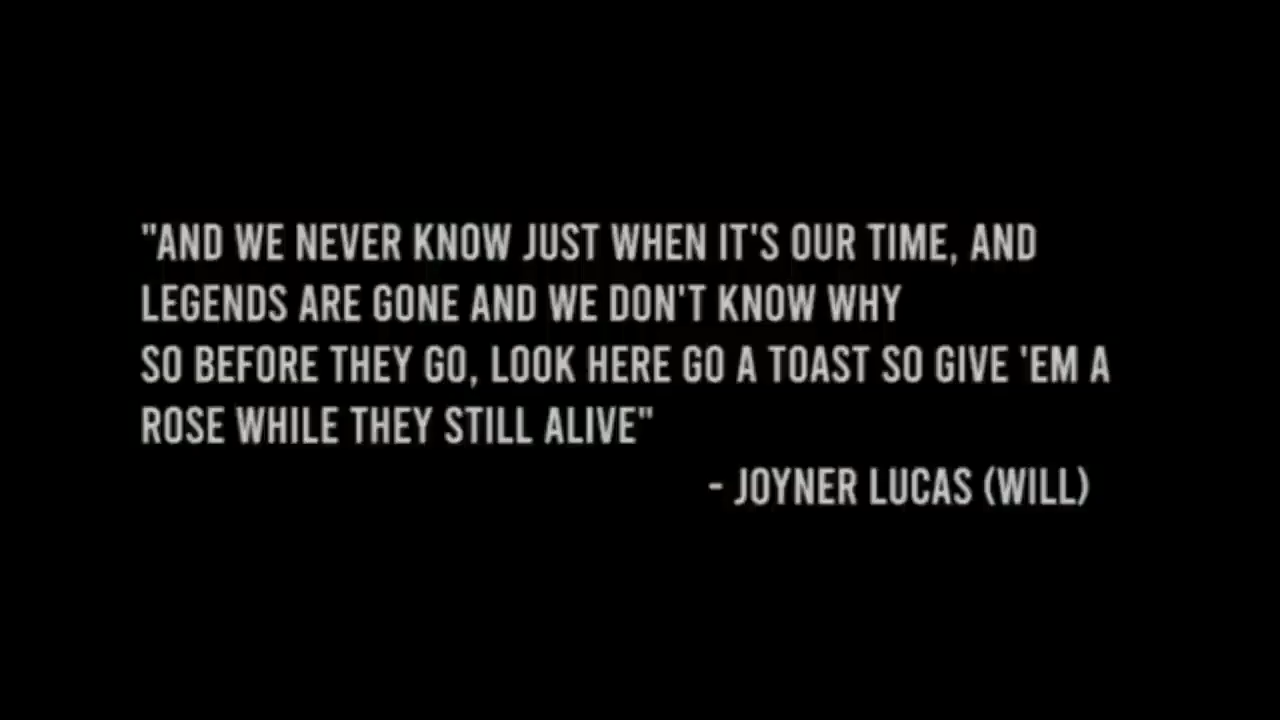 "AND WE NEVER KNOW JUST WHEN IT'S OUR TIME, AND
LEGENDS ARE GONE AND WE DON'T KNOW WHY
SO BEFORE THEY GO, LOOK HERE GO A TOAST SO GIVE 'EM A
ROSE WHILE THEY STILL ALIVE"
- JOYNER LUCAS (WILL)